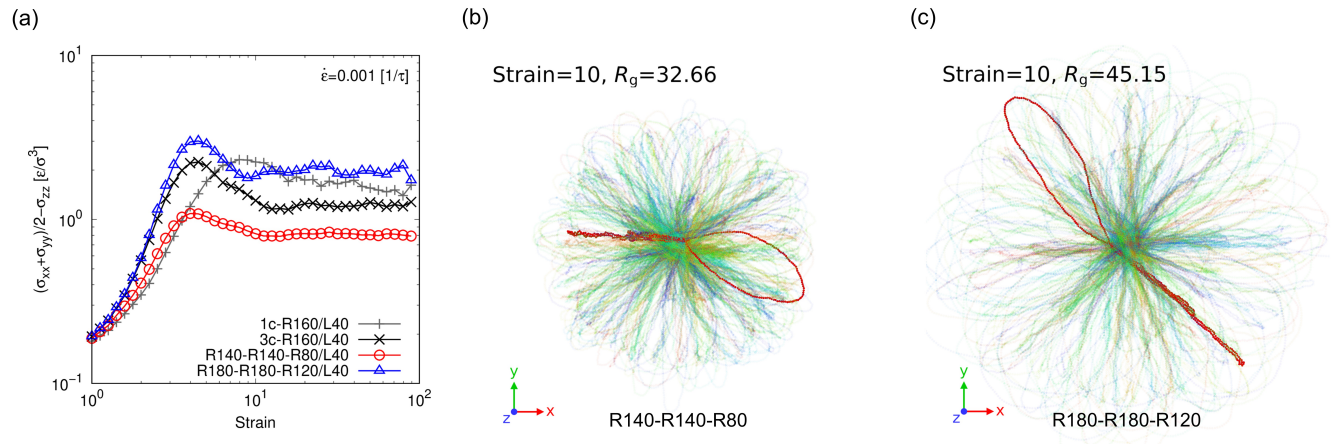 (a)
10¹
10⁰
10⁻¹
10⁰
10¹
10²
(σxx+σyy)/2−σzz [ε/σ³]
Strain
ε̇=0.001 [1/τ]
1c-R160/L40
3c-R160/L40
R140-R140-R80/L40
R180-R180-R120/L40
(b)
Strain=10, Rg=32.66
y
z
x
R140-R140-R80
(c)
Strain=10, Rg=45.15
y
z
x
R180-R180-R120